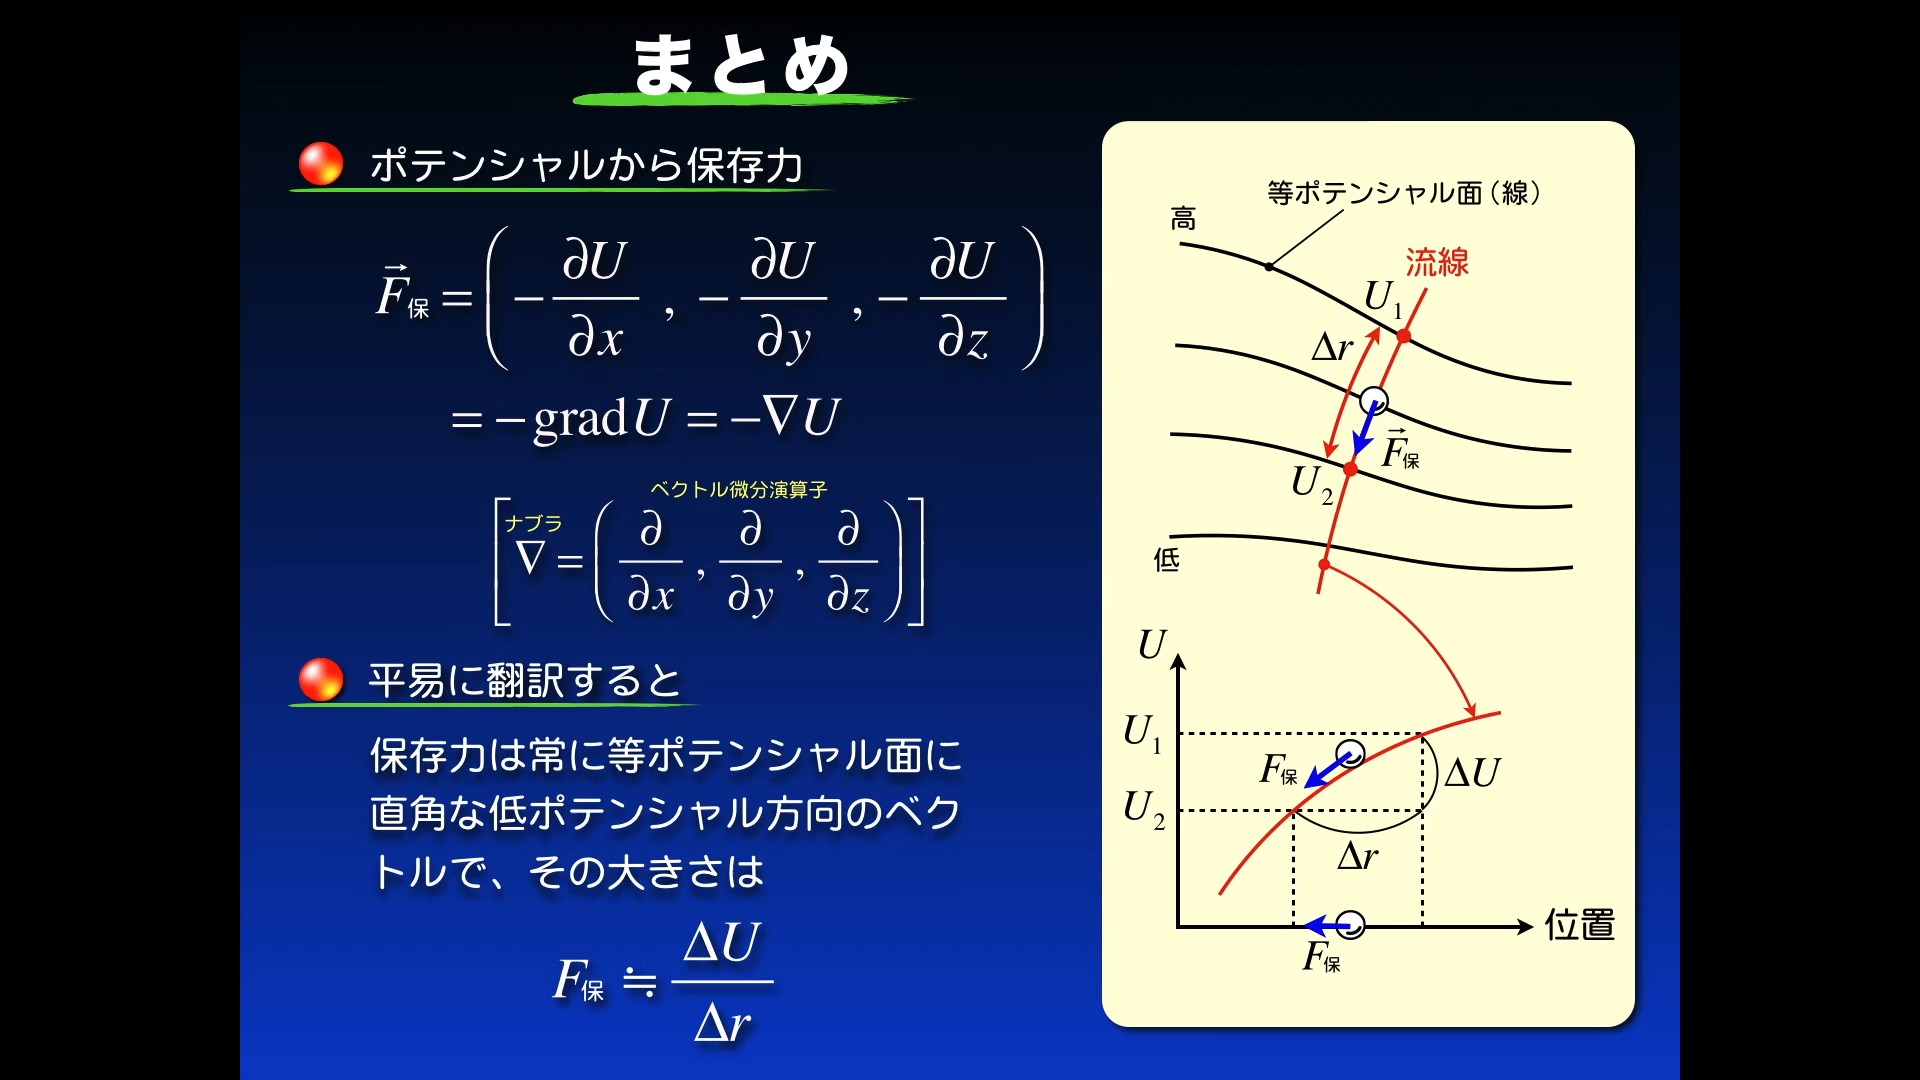 まとめ
ポテンシャルから保存力
F⃗保 = ( − ∂U/∂x , − ∂U/∂y , − ∂U/∂z )
= −grad U = −∇U
ベクトル微分演算子
ナブラ
[ ∇ = ( ∂/∂x , ∂/∂y , ∂/∂z ) ]
平易に翻訳すると
保存力は常に等ポテンシャル面に
直角な低ポテンシャル方向のベク
トルで、その大きさは
F保 ≒ ΔU/Δr
等ポテンシャル面（線）
高
流線
U₁
Δr
F⃗保
U₂
低
U
U₁
F保
ΔU
U₂
Δr
位置
F保